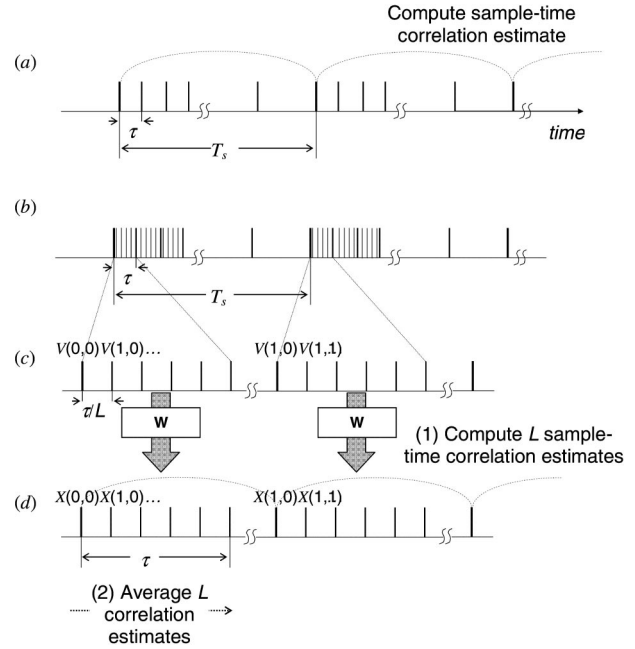 Compute sample-time
correlation estimate
(a)
τ
time
T_s
(b)
τ
T_s
(c)
V(0,0)V(1,0)...
V(1,0)V(1,1)
τ/L
W
W
(1) Compute L sample-
time correlation estimates
(d)
X(0,0)X(1,0)...
X(1,0)X(1,1)
τ
(2) Average L
correlation
estimates